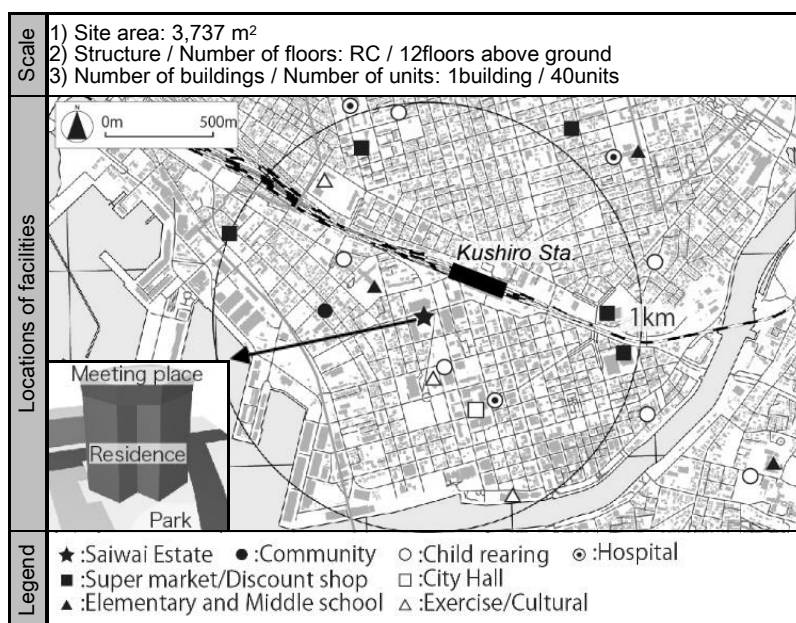 Scale
1) Site area: 3,737 m²
2) Structure / Number of floors: RC / 12floors above ground
3) Number of buildings / Number of units: 1building / 40units
Locations of facilities
0m 500m
Kushiro Sta.
1km
Meeting place
Residence
Park
Legend
★:Saiwai Estate ●:Community ○:Child rearing ◉:Hospital
■:Super market/Discount shop □:City Hall
▲:Elementary and Middle school △:Exercise/Cultural